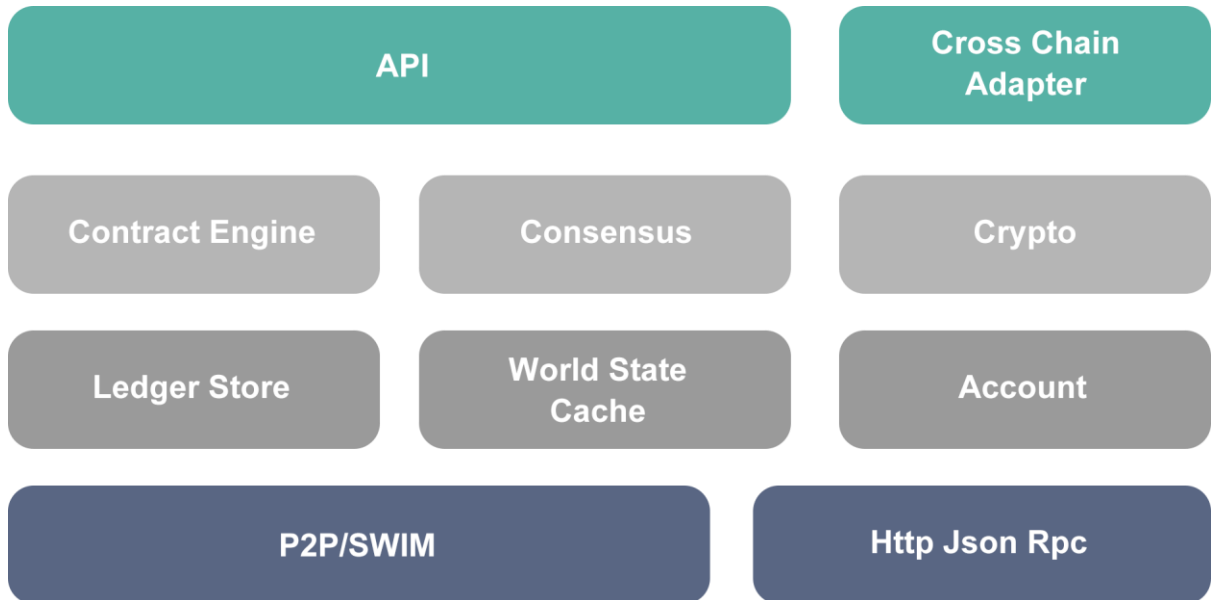 API
Cross Chain
Adapter
Contract Engine
Consensus
Crypto
Ledger Store
World State
Cache
Account
P2P/SWIM
Http Json Rpc